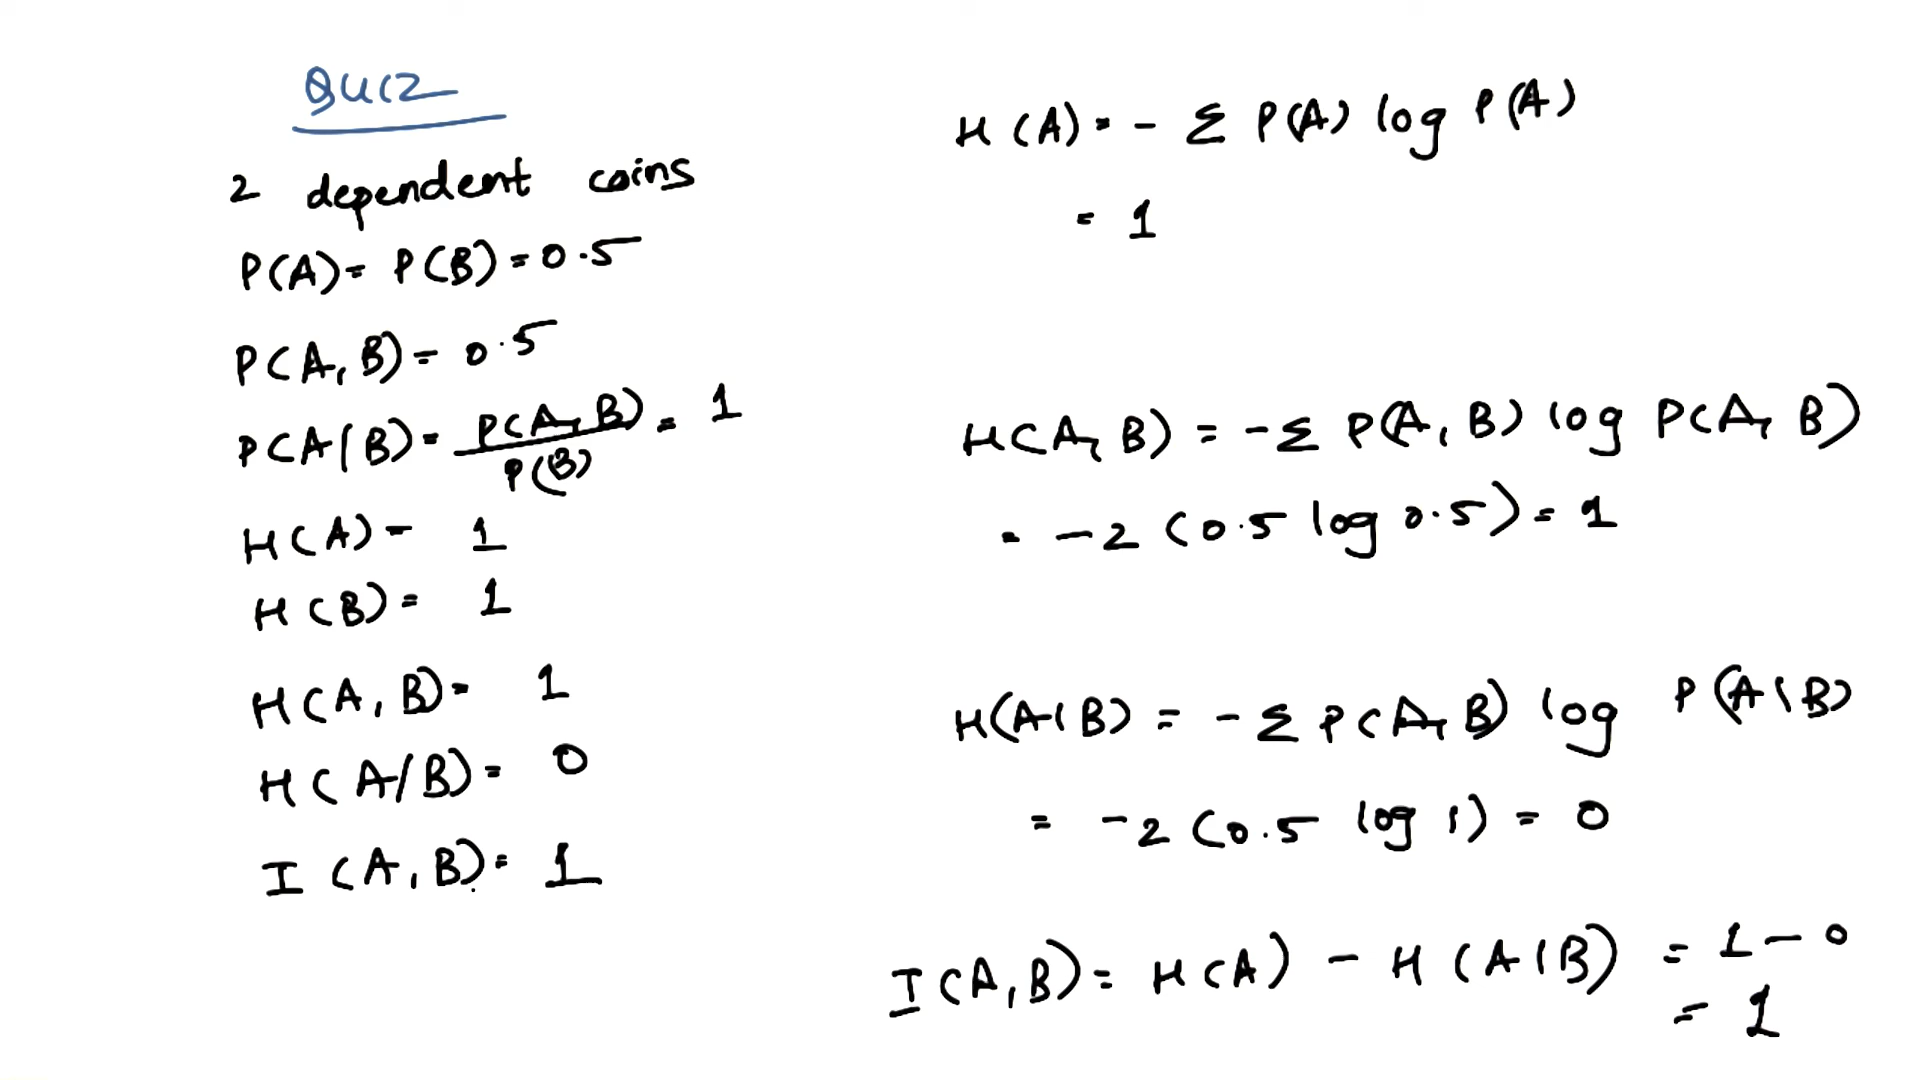 QUIZ
2 dependent coins
P(A)= P(B)=0.5
P(A,B)= 0.5
P(A|B)= P(A,B)/P(B) = 1
H(A)= 1
H(B)= 1
H(A,B)= 1
H(A/B)= 0
I(A,B)= 1
H(A)= - Σ P(A) log P(A)
= 1
H(A,B) = -Σ P(A,B) log P(A,B)
= -2 (0.5 log 0.5) = 1
H(A|B) = -Σ P(A,B) log P(A|B)
= -2 (0.5 log 1) = 0
I(A,B)= H(A) - H(A|B) = 1-0
= 1